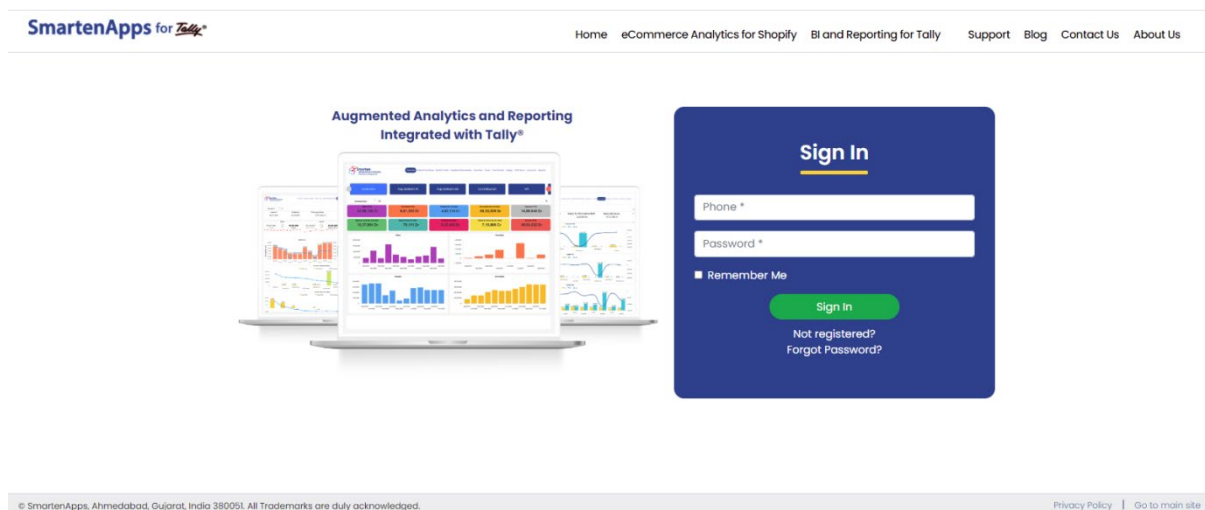 SmartenApps for Tally®
Home eCommerce Analytics for Shopify BI and Reporting for Tally Support Blog Contact Us About Us
Augmented Analytics and Reporting
Integrated with Tally®
Sign In
Phone *
Password *
Remember Me
Sign In
Not registered?
Forgot Password?
© SmartenApps, Ahmedabad, Gujarat, India 380051. All Trademarks are duly acknowledged.
Privacy Policy | Go to main site